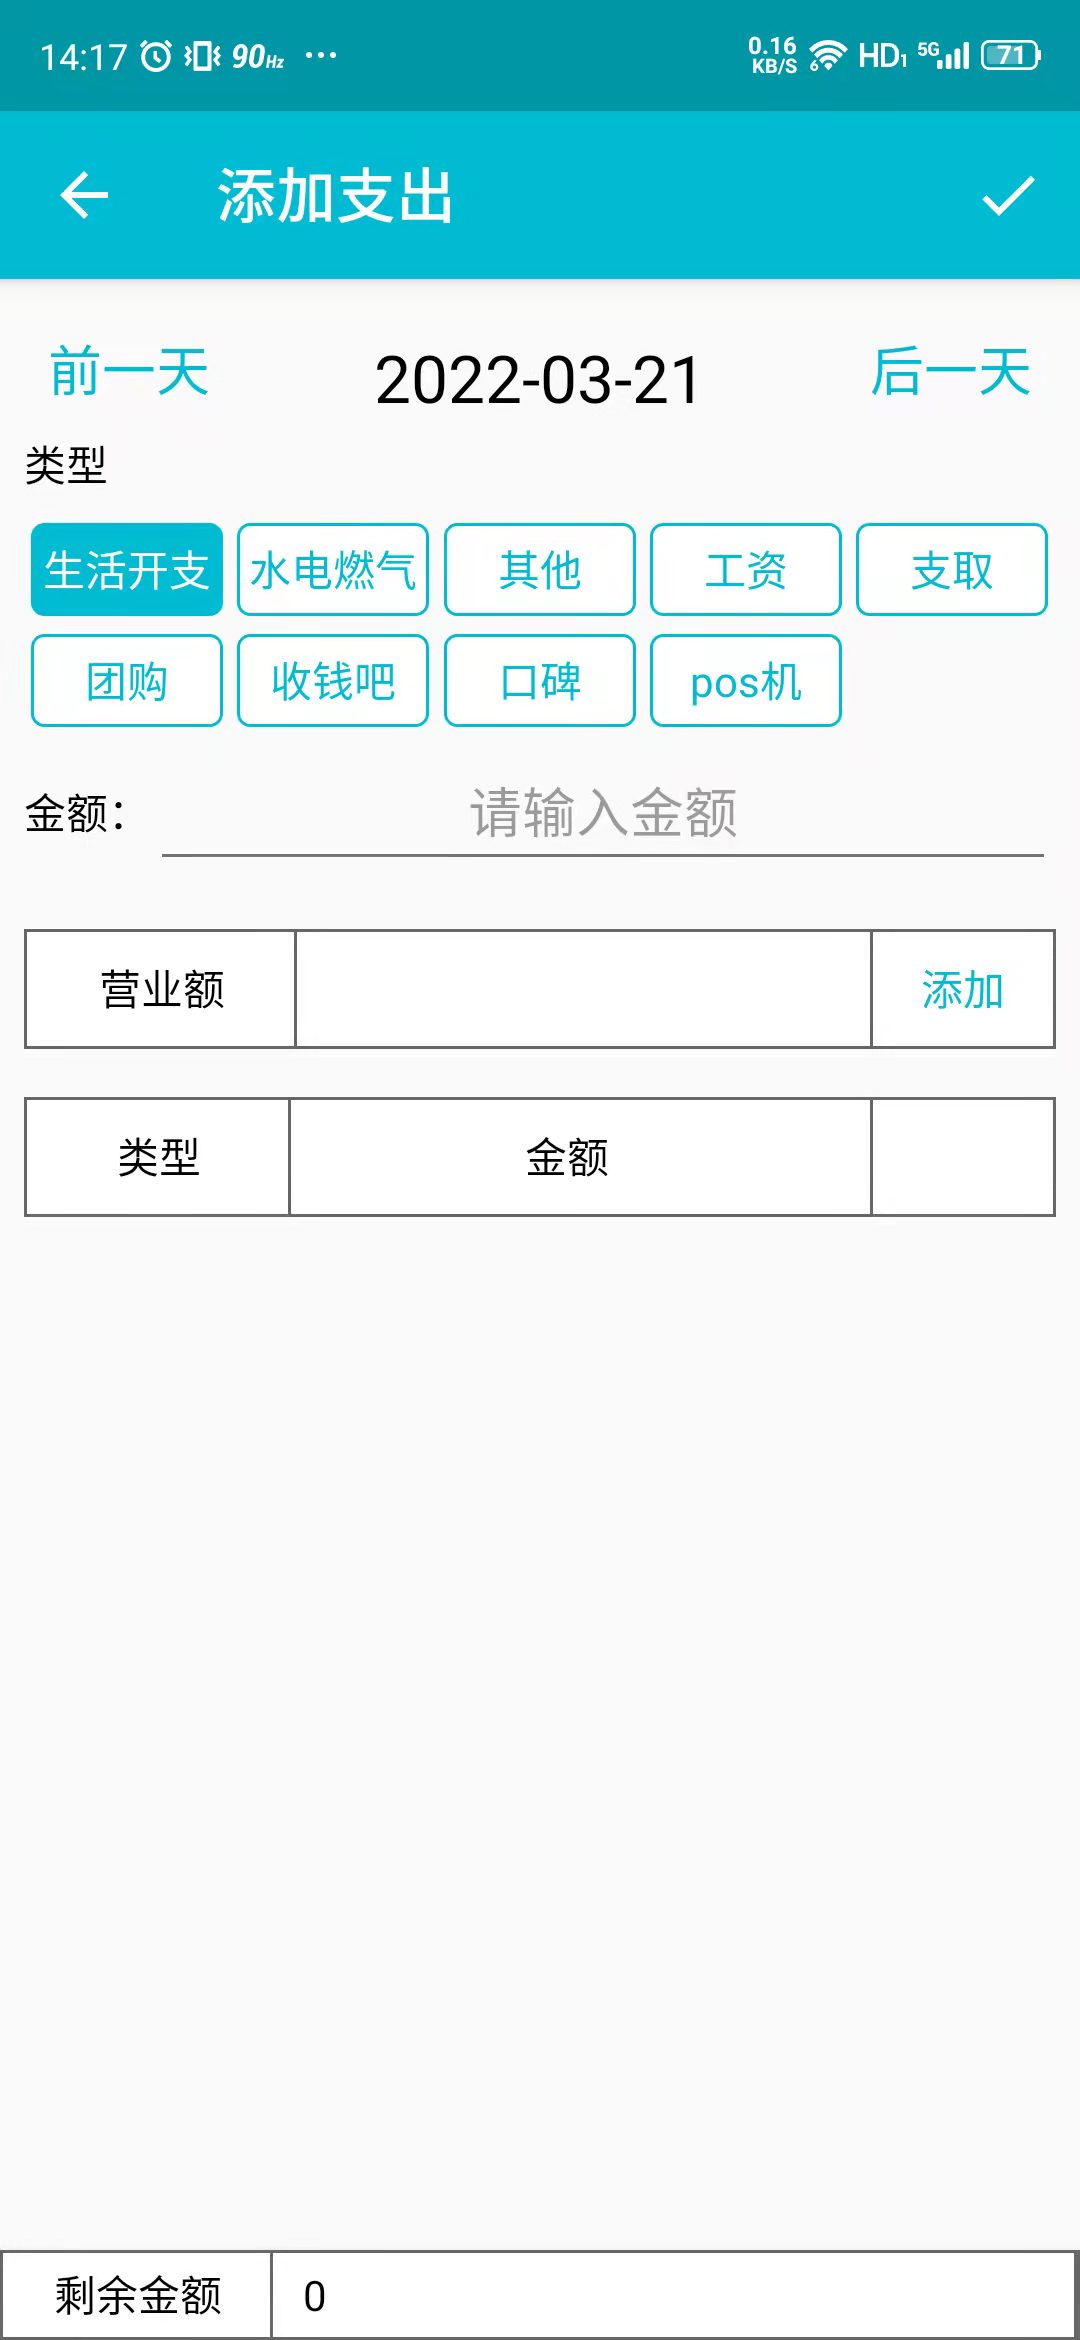 14:17 90Hz ... 0.16 KB/S 6 HD1 5G 71
添加支出
前一天 2022-03-21 后一天
类型
生活开支 水电燃气 其他 工资 支取
团购 收钱吧 口碑 pos机
金额： 请输入金额
营业额 添加
类型 金额
剩余金额 0